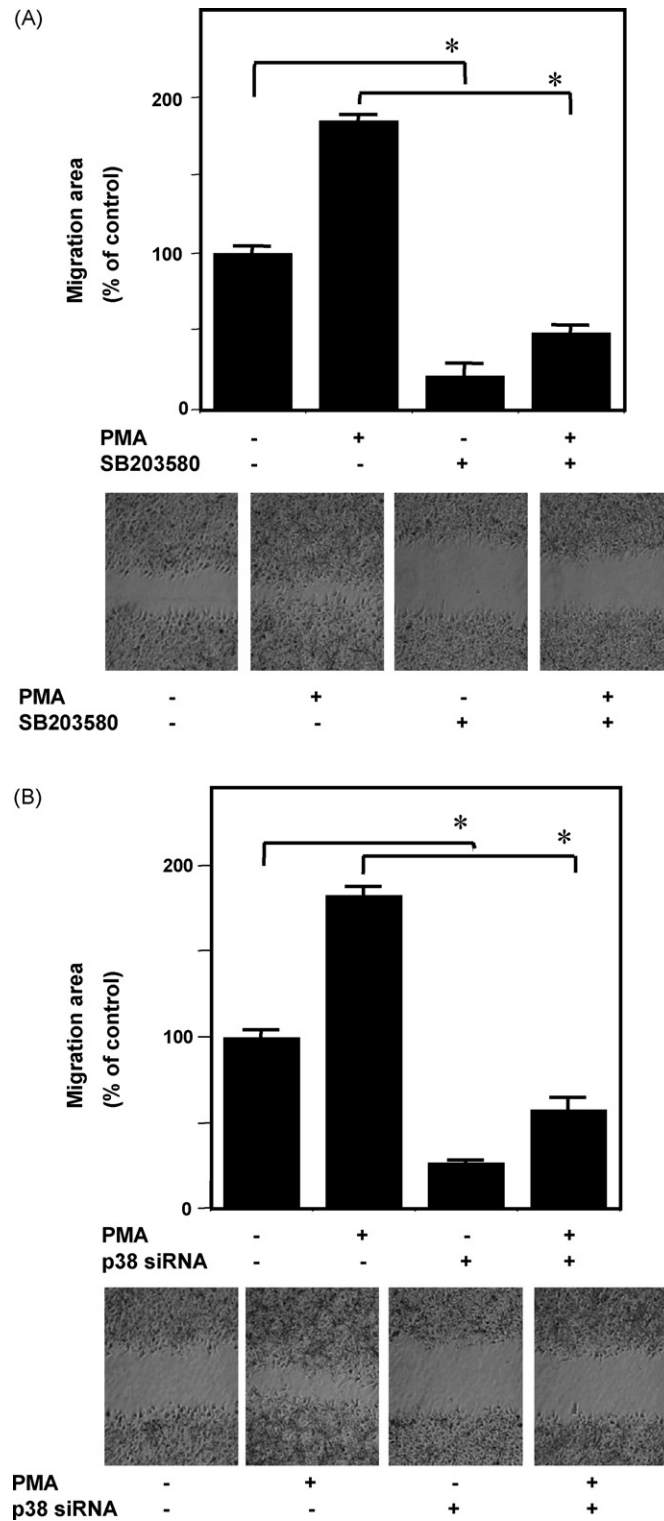 (A)
*
*
200
100
0
Migration area
(% of control)
PMA - + - +
SB203580 - - + +
PMA - + - +
SB203580 - - + +
(B)
*
*
200
100
0
Migration area
(% of control)
PMA - + - +
p38 siRNA - - + +
PMA - + - +
p38 siRNA - - + +